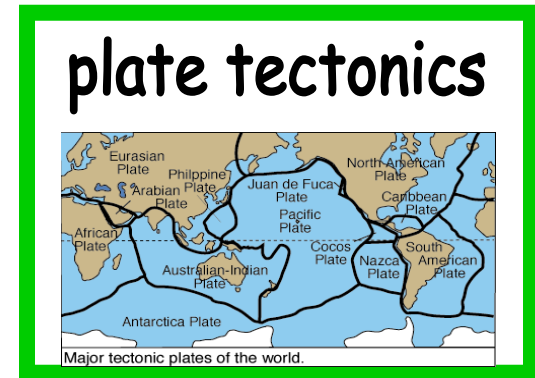 plate tectonics
Eurasian
Plate
North American
Plate
Philppine
Plate
Juan de Fuca
Plate
Arabian
Plate
Caribbean
Plate
Pacific
Plate
African
Plate
Cocos
Plate
Nazca
Plate
South
American
Plate
Australian-Indian
Plate
Antarctica Plate
Major tectonic plates of the world.